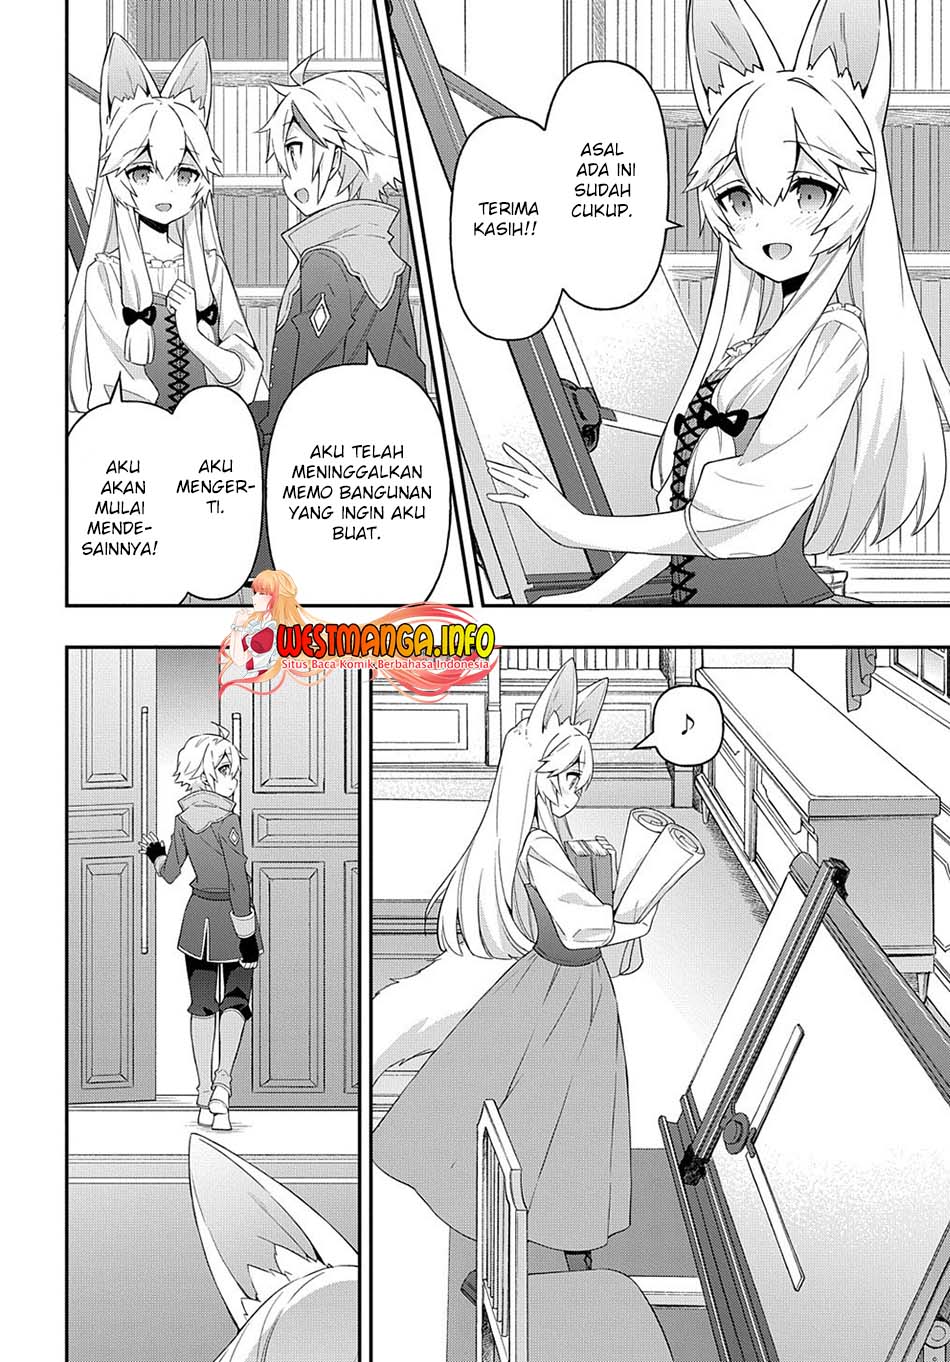 ASAL
ADA INI
SUDAH
CUKUP.
TERIMA
KASIH!!
AKU TELAH
MENINGGALKAN
MEMO BANGUNAN
YANG INGIN AKU
BUAT.
AKU
MENGER-
TI.
AKU
AKAN
MULAI
MENDE-
SAINNYA!
WESTMANGA.INFO
Situs Baca Komik Berbahasa Indonesia
♪